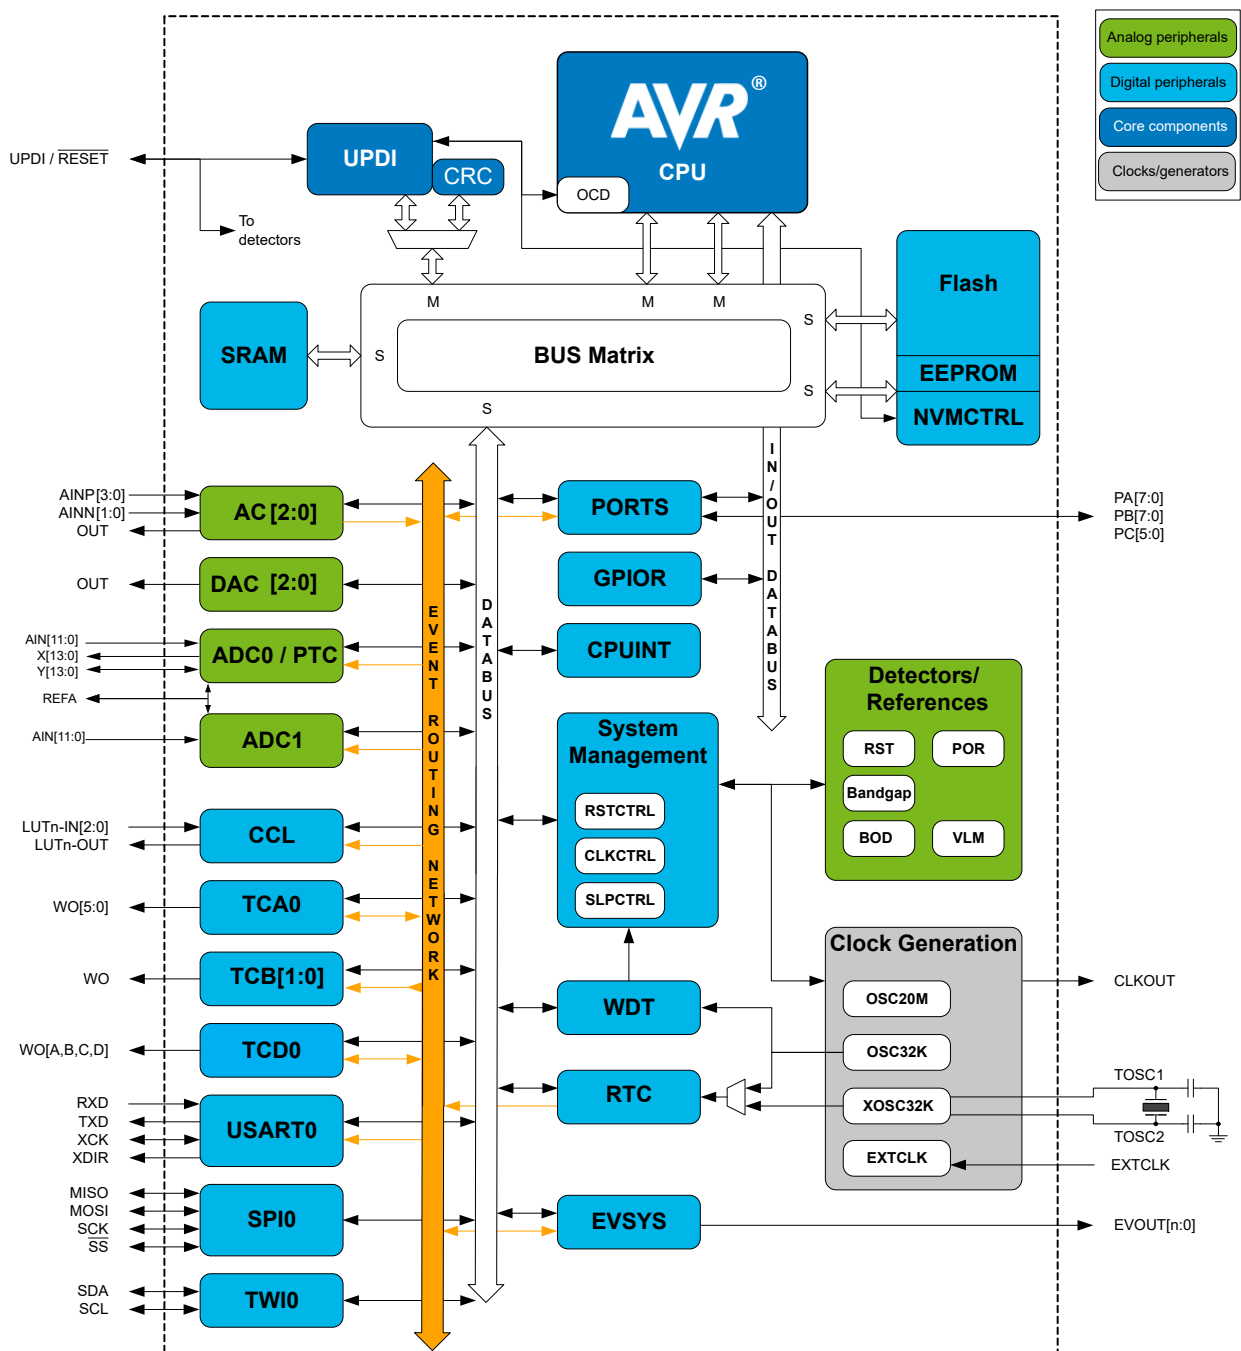 Analog peripherals
Digital peripherals
Core components
Clocks/generators
AVR®
CPU
OCD
UPDI
CRC
UPDI / RESET
To
detectors
Flash
EEPROM
NVMCTRL
SRAM
M
M
M
S
S
S
S
BUS Matrix
IN/OUT DATABUS
DATABUS
EVENT ROUTING NETWORK
AINP[3:0]
AINN[1:0]
OUT
AC [2:0]
PORTS
PA[7:0]
PB[7:0]
PC[5:0]
OUT
DAC [2:0]
GPIOR
AIN[11:0]
X[13:0]
Y[13:0]
ADC0 / PTC
CPUINT
REFA
AIN[11:0]
ADC1
System
Management
RSTCTRL
CLKCTRL
SLPCTRL
Detectors/
References
RST
POR
Bandgap
BOD
VLM
LUTn-IN[2:0]
LUTn-OUT
CCL
WO[5:0]
TCA0
WO
TCB[1:0]
WDT
Clock Generation
OSC20M
OSC32K
XOSC32K
EXTCLK
CLKOUT
TOSC1
TOSC2
EXTCLK
WO[A,B,C,D]
TCD0
RTC
RXD
TXD
XCK
XDIR
USART0
MISO
MOSI
SCK
SS
SPI0
EVSYS
EVOUT[n:0]
SDA
SCL
TWI0